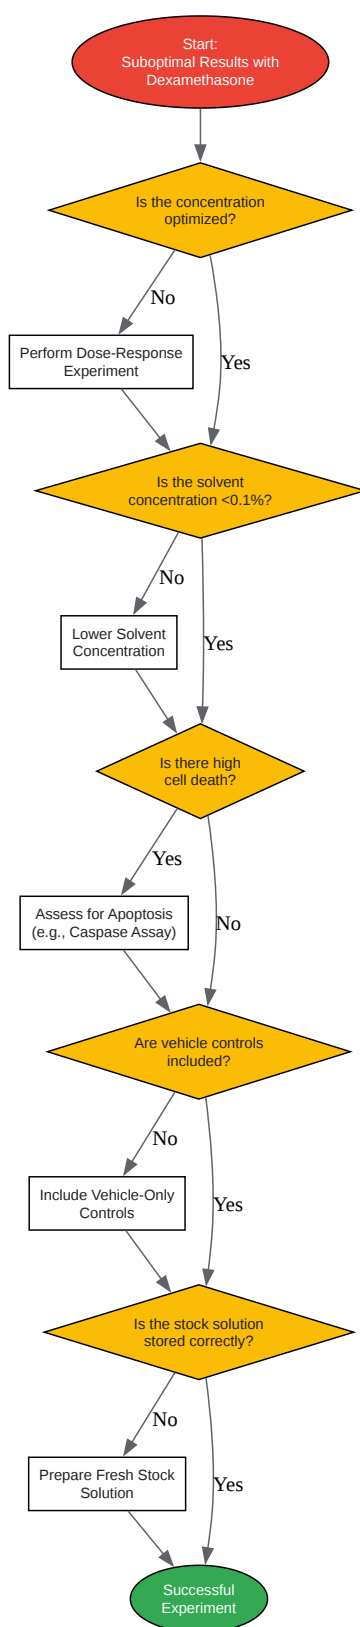 Start:
Suboptimal Results with
Dexamethasone
Is the concentration
optimized?
No
Perform Dose-Response
Experiment
Yes
Is the solvent
concentration <0.1%?
No
Lower Solvent
Concentration
Yes
Is there high
cell death?
Yes
Assess for Apoptosis
(e.g., Caspase Assay)
No
Are vehicle controls
included?
No
Include Vehicle-Only
Controls
Yes
Is the stock solution
stored correctly?
No
Prepare Fresh Stock
Solution
Yes
Successful
Experiment